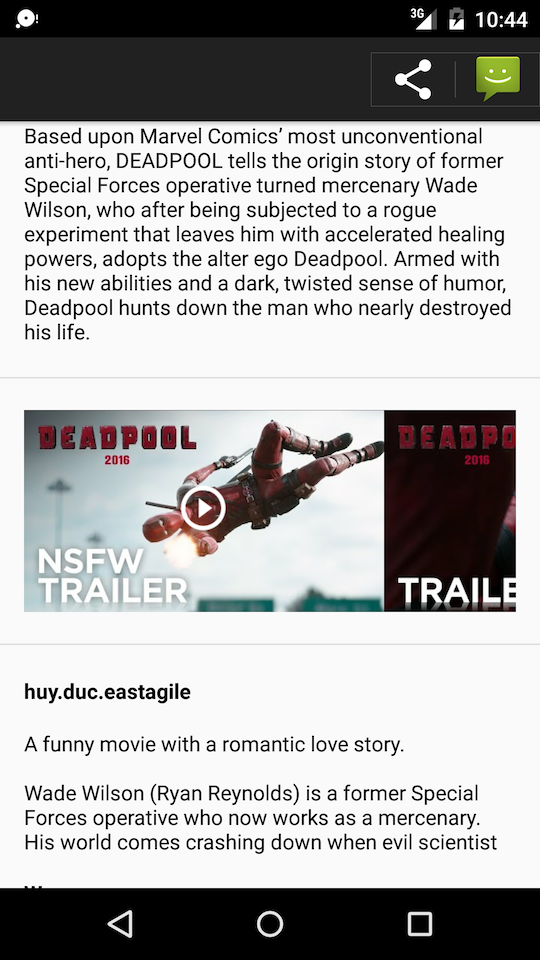 3G 10:44
Based upon Marvel Comics’ most unconventional
anti-hero, DEADPOOL tells the origin story of former
Special Forces operative turned mercenary Wade
Wilson, who after being subjected to a rogue
experiment that leaves him with accelerated healing
powers, adopts the alter ego Deadpool. Armed with
his new abilities and a dark, twisted sense of humor,
Deadpool hunts down the man who nearly destroyed
his life.
DEADPOOL
2016
NSFW
TRAILER
DEADPO
2016
TRAILE
huy.duc.eastagile
A funny movie with a romantic love story.
Wade Wilson (Ryan Reynolds) is a former Special
Forces operative who now works as a mercenary.
His world comes crashing down when evil scientist